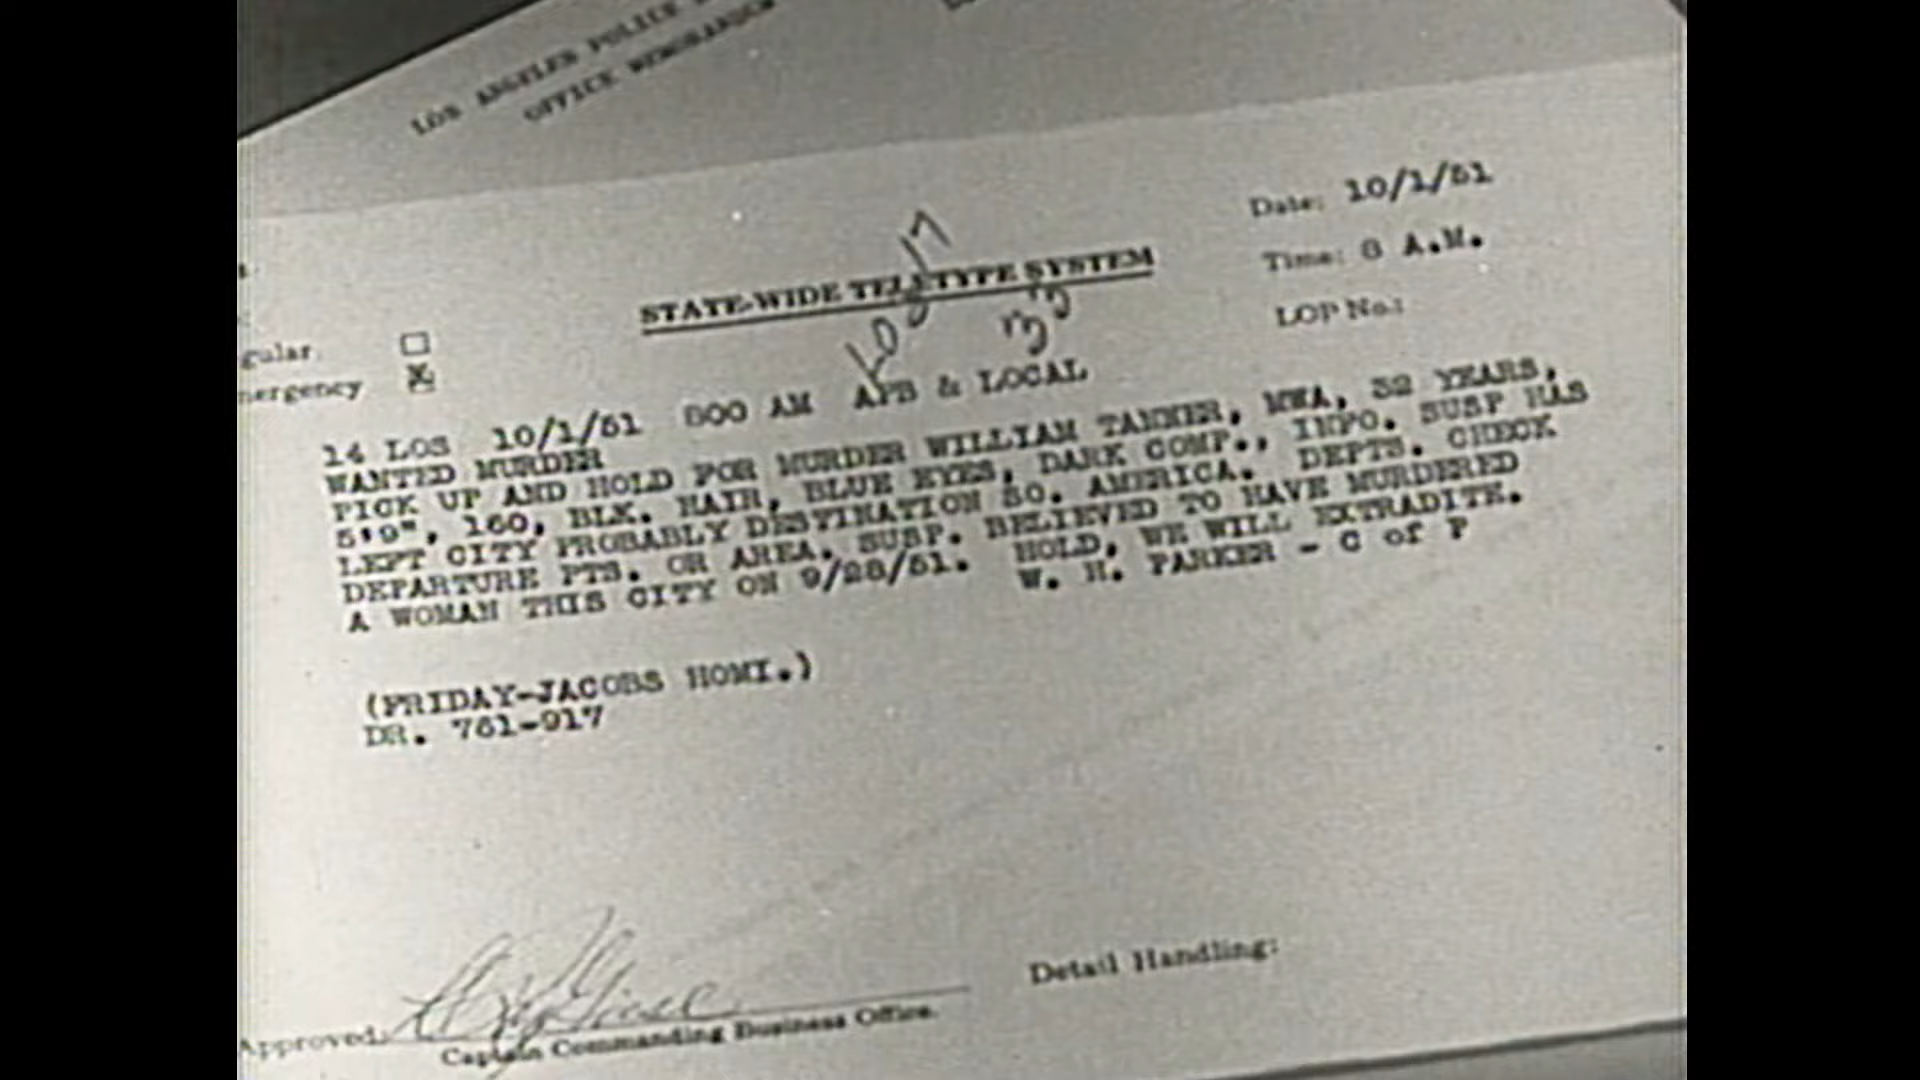 LOS ANGELES POLICE
OFFICE MEMORANDUM
Date: 10/1/51
STATE-WIDE TELETYPE SYSTEM
Time: 8 A.M.
LOP No.:
gular
mergency X
14 LOS 10/1/51 800 AM APB & LOCAL
WANTED MURDER
PICK UP AND HOLD FOR MURDER WILLIAM TANNER, MWA, 32 YEARS,
5'9", 160, BLK. HAIR, BLUE EYES, DARK COMP., INFO. SUSP HAS
LEFT CITY PROBABLY DESTINATION SO. AMERICA. DEPTS. CHECK
DEPARTURE PTS. OR AREA. SUSP. BELIEVED TO HAVE MURDERED
A WOMAN THIS CITY ON 9/28/51. HOLD, WE WILL EXTRADITE.
W. H. PARKER - C of P
(FRIDAY-JACOBS HOMI.)
DR. 761-917
Detail Handling:
Approved:
Captain Commanding Business Office.